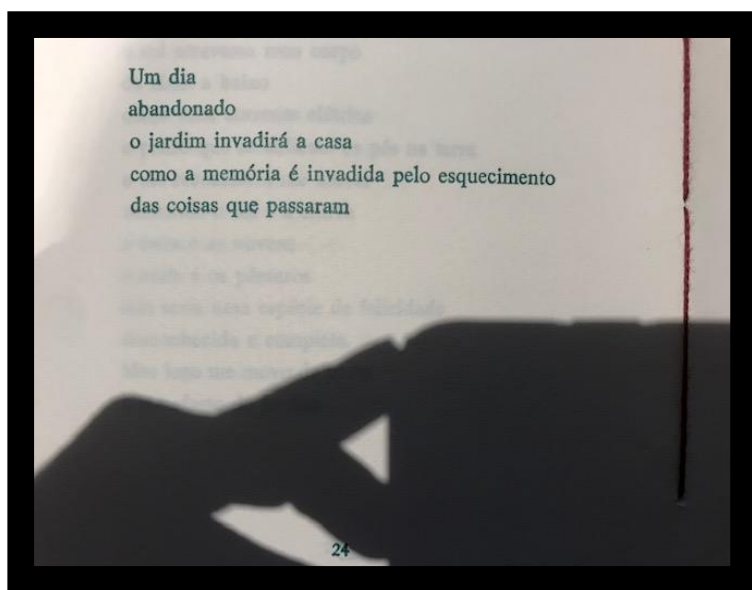 Um dia
abandonado
o jardim invadirá a casa
como a memória é invadida pelo esquecimento
das coisas que passaram
24